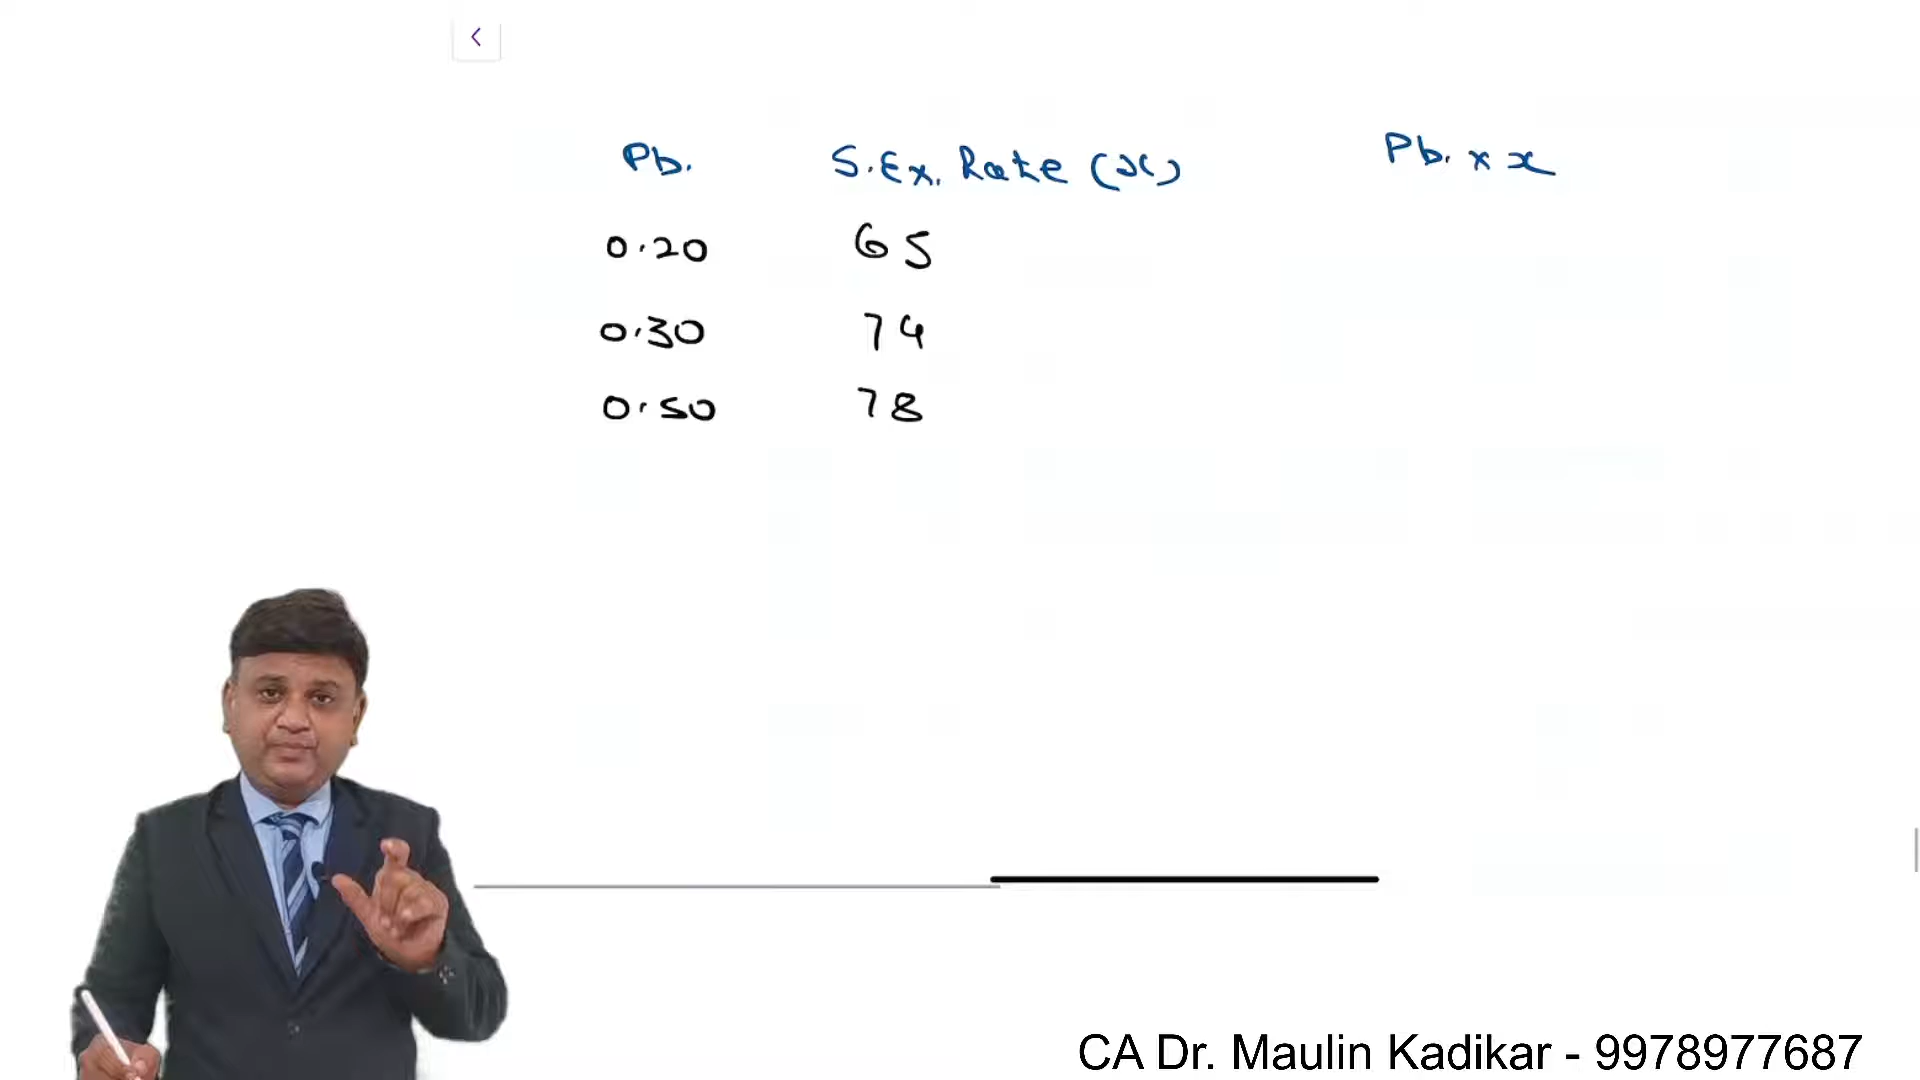 Pb. S.Ex. Rate (x) Pb. x x
0.20 65
0.30 74
0.50 78
CA Dr. Maulin Kadikar - 9978977687